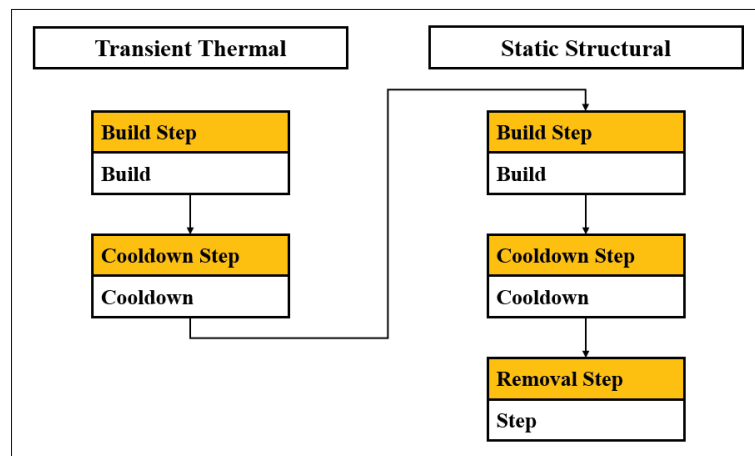 Transient Thermal
Static Structural
Build Step
Build
Cooldown Step
Cooldown
Build Step
Build
Cooldown Step
Cooldown
Removal Step
Step